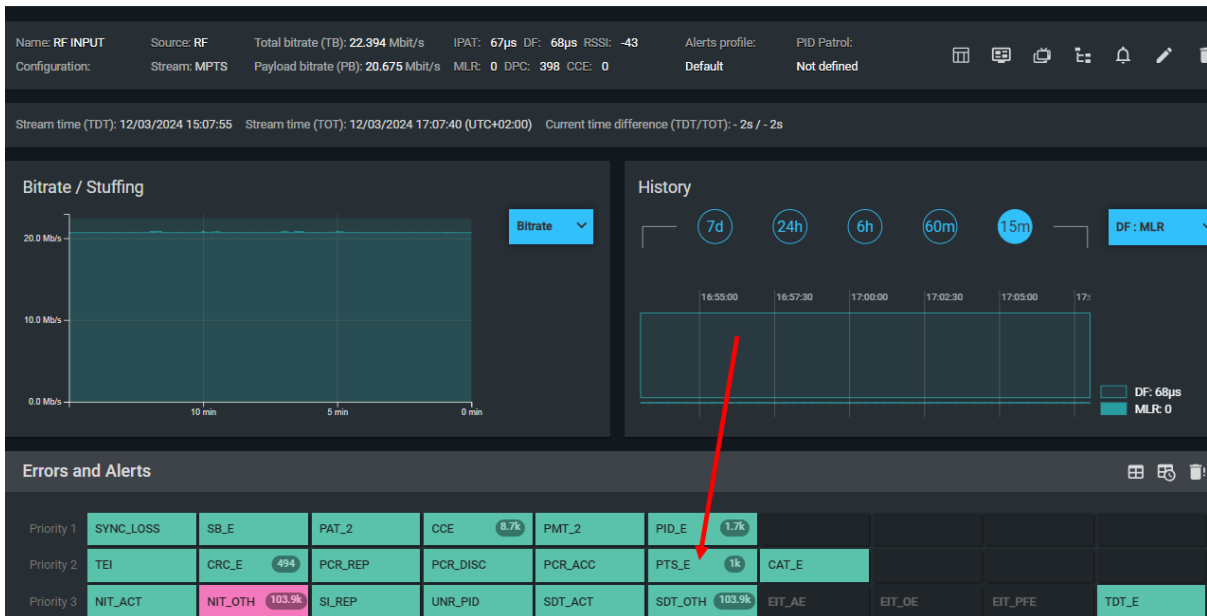 Name: RF INPUT Source: RF Total bitrate (TB): 22.394 Mbit/s IPAT: 67μs DF: 68μs RSSI: -43 Alerts profile: PID Patrol:
Configuration: Stream: MPTS Payload bitrate (PB): 20.675 Mbit/s MLR: 0 DPC: 398 CCE: 0 Default Not defined
Stream time (TDT): 12/03/2024 15:07:55 Stream time (TOT): 12/03/2024 17:07:40 (UTC+02:00) Current time difference (TDT/TOT): - 2s / - 2s
Bitrate / Stuffing
Bitrate
20.0 Mb/s
10.0 Mb/s
0.0 Mb/s
10 min 5 min 0 min
History
7d 24h 6h 60m 15m DF : MLR
16:55:00 16:57:30 17:00:00 17:02:30 17:05:00
DF: 68μs
MLR: 0
Errors and Alerts
Priority 1 SYNC_LOSS SB_E PAT_2 CCE 8.7k PMT_2 PID_E 1.7k
Priority 2 TEI CRC_E 494 PCR_REP PCR_DISC PCR_ACC PTS_E 1k CAT_E
Priority 3 NIT_ACT NIT_OTH 103.9k SI_REP UNR_PID SDT_ACT SDT_OTH 103.9k EIT_AE EIT_OE EIT_PFE TDT_E